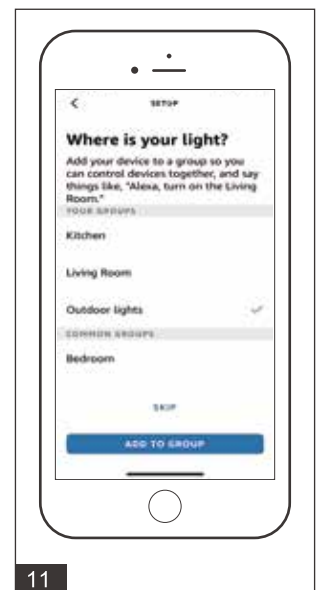 SETUP
Where is your light?
Add your device to a group so you
can control devices together, and say
things like, "Alexa, turn on the Living
Room."
YOUR GROUPS
Kitchen
Living Room
Outdoor lights
COMMON GROUPS
Bedroom
SKIP
ADD TO GROUP
11